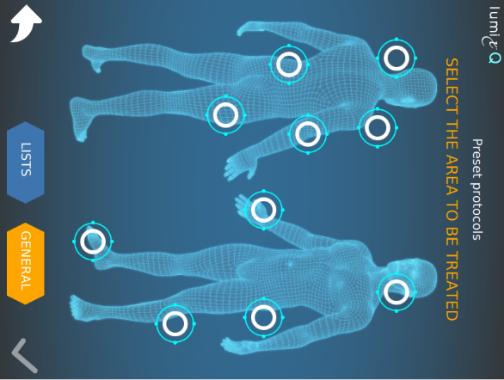 lumix Q
Preset protocols
SELECT THE AREA TO BE TREATED
LISTS
GENERAL